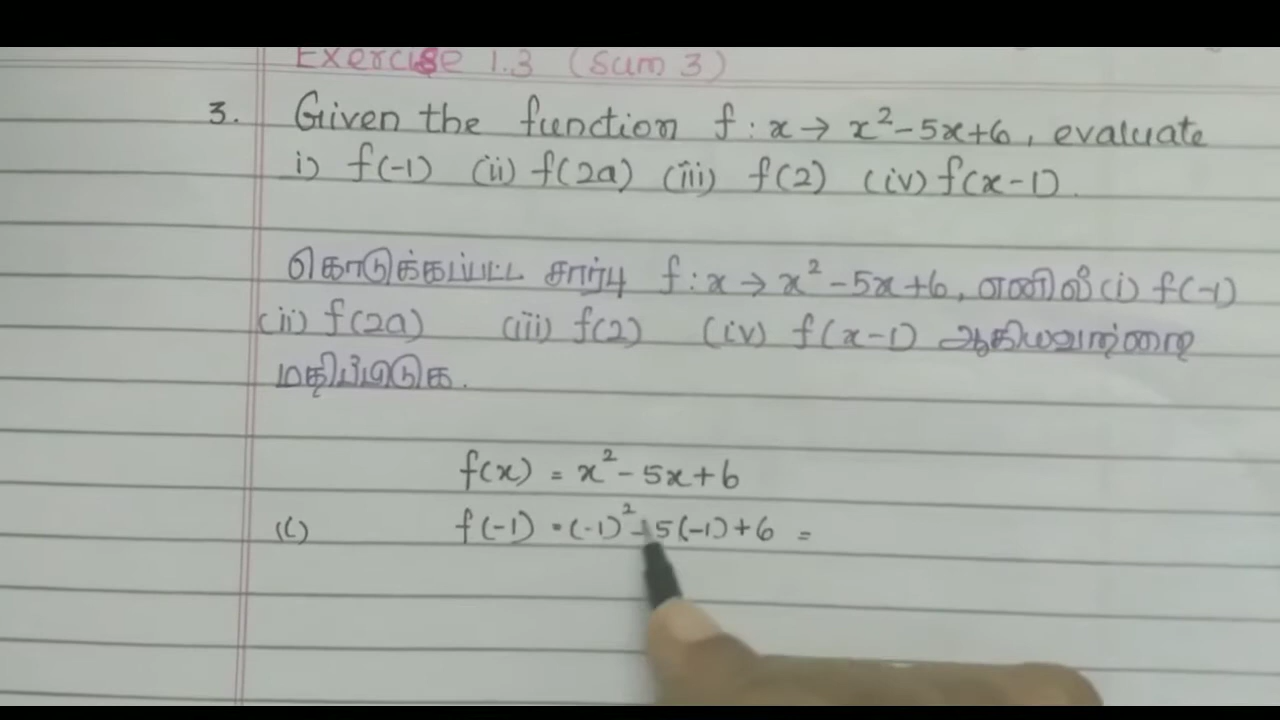 Exercise 1.3 (Sum 3)
3. Given the function f : x → x² - 5x + 6, evaluate
i) f(-1) (ii) f(2a) (iii) f(2) (iv) f(x-1).
கொடுக்கப்பட்ட சார்பு f : x → x² - 5x + 6, எனில் (i) f(-1)
(ii) f(2a) (iii) f(2) (iv) f(x-1) ஆகியவற்றை
மதிப்பிடுக.
f(x) = x² - 5x + 6
(i) f(-1) = (-1)² - 5(-1) + 6 =